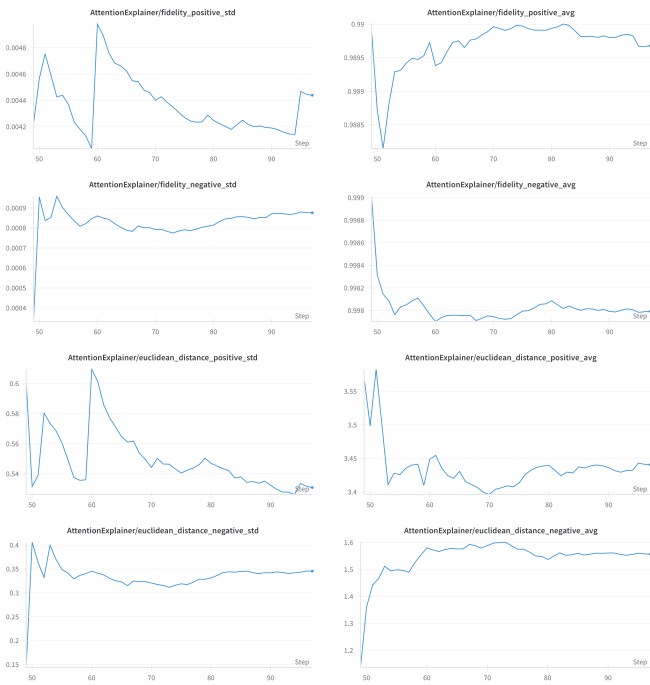 AttentionExplainer/fidelity_positive_std
0.0048
0.0046
0.0044
0.0042
Step
50 60 70 80 90
AttentionExplainer/fidelity_positive_avg
0.99
0.9895
0.989
0.9885
Step
50 60 70 80 90
AttentionExplainer/fidelity_negative_std
0.0009
0.0008
0.0007
0.0006
0.0005
0.0004
Step
50 60 70 80 90
AttentionExplainer/fidelity_negative_avg
0.999
0.9988
0.9986
0.9984
0.9982
0.998
Step
50 60 70 80 90
AttentionExplainer/euclidean_distance_positive_std
0.6
0.58
0.56
0.54
Step
50 60 70 80 90
AttentionExplainer/euclidean_distance_positive_avg
3.55
3.5
3.45
3.4
Step
50 60 70 80 90
AttentionExplainer/euclidean_distance_negative_std
0.4
0.35
0.3
0.25
0.2
0.15
Step
50 60 70 80 90
AttentionExplainer/euclidean_distance_negative_avg
1.6
1.5
1.4
1.3
1.2
Step
50 60 70 80 90